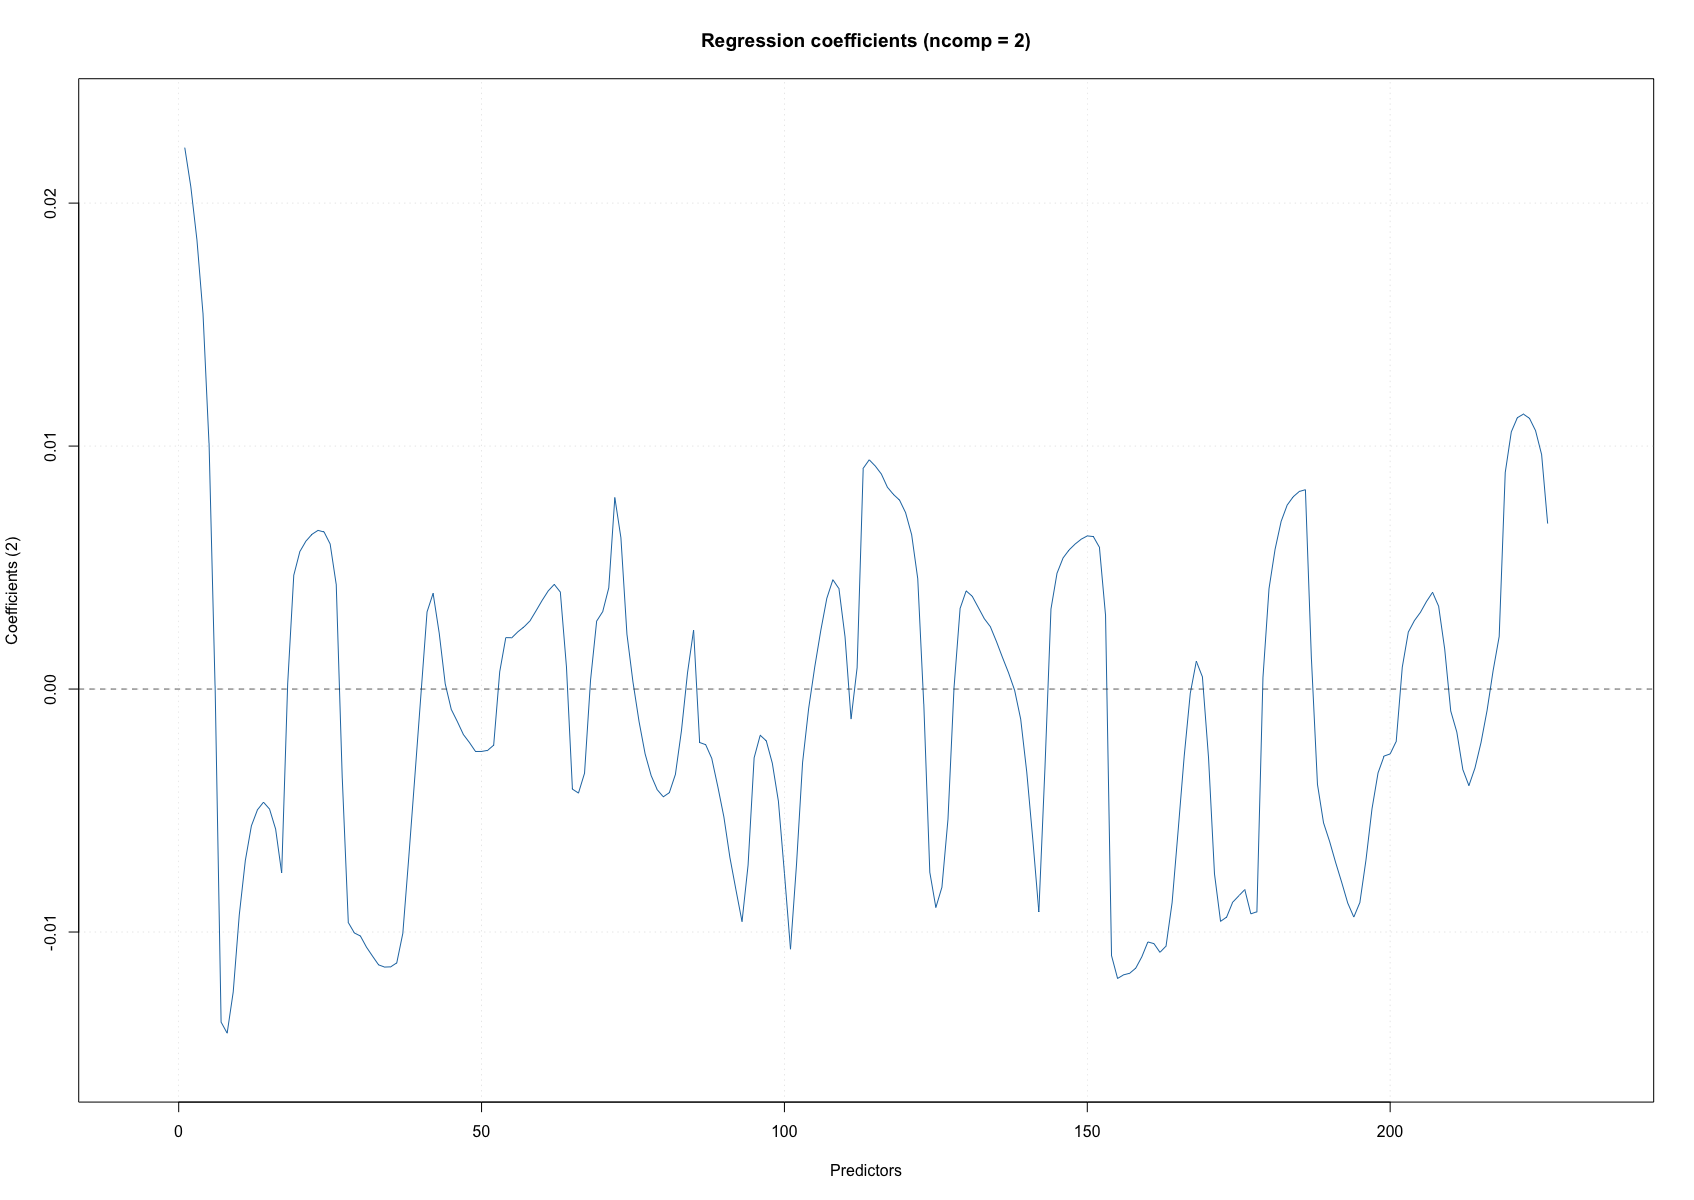 Regression coefficients (ncomp = 2)
Coefficients (2)
0.02
0.01
0.00
-0.01
0 50 100 150 200
Predictors